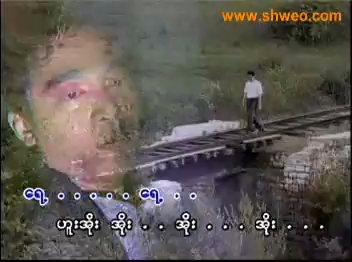 www.shweo.com
ရေ့ . . . . . ရေ့ . .
ဟူးအိုး အိုး . . အိုး . . . အိုး . . .